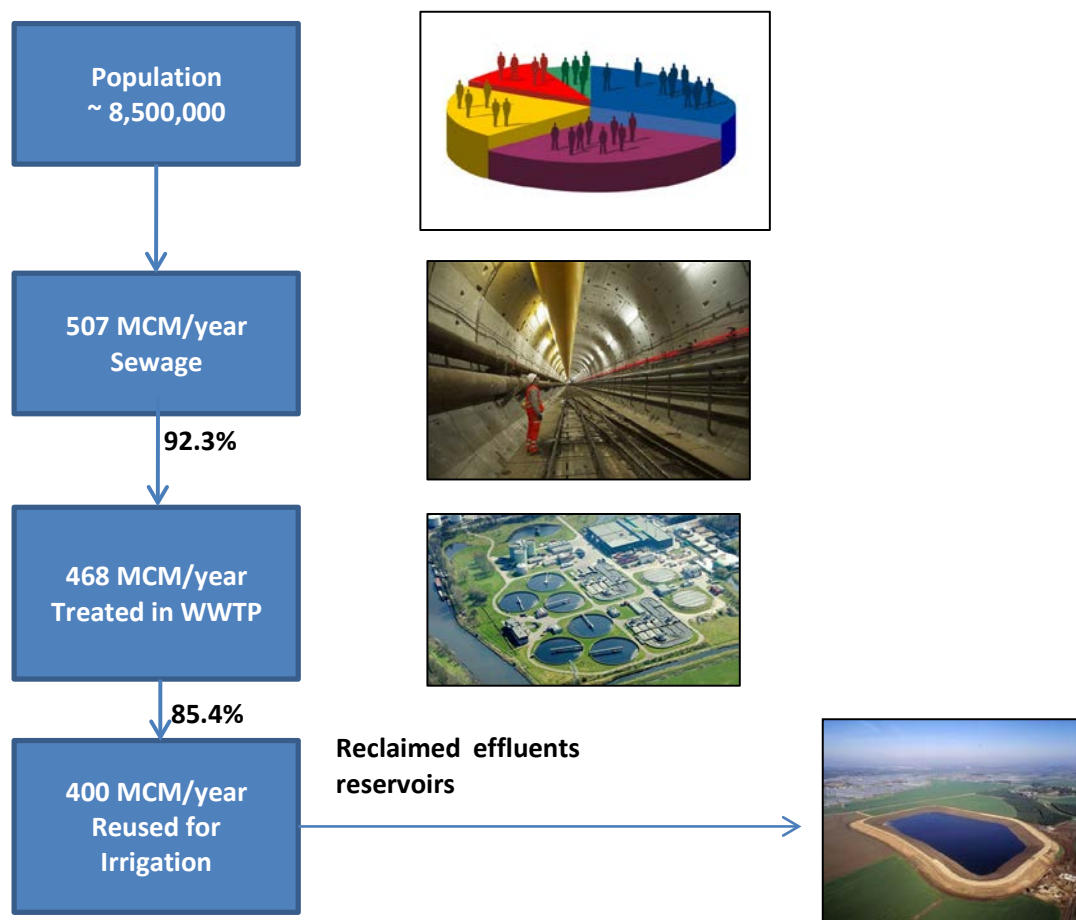 Population
~ 8,500,000
507 MCM/year
Sewage
92.3%
468 MCM/year
Treated in WWTP
85.4%
400 MCM/year
Reused for
Irrigation
Reclaimed effluents
reservoirs